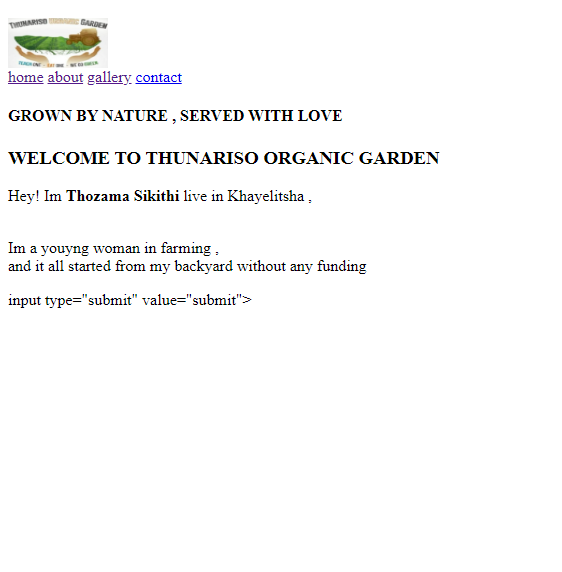 THUNARISO ORGANIC GARDEN
home about gallery contact
GROWN BY NATURE , SERVED WITH LOVE
WELCOME TO THUNARISO ORGANIC GARDEN
Hey! Im Thozama Sikithi live in Khayelitsha ,
Im a youyng woman in farming ,
and it all started from my backyard without any funding
input type="submit" value="submit">